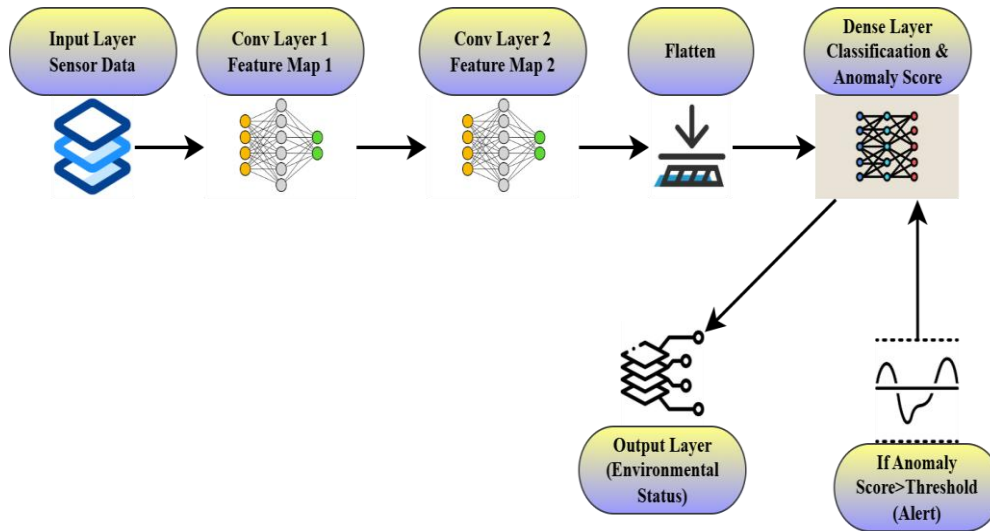 Input Layer
Sensor Data
Conv Layer 1
Feature Map 1
Conv Layer 2
Feature Map 2
Flatten
Dense Layer
Classificaation &
Anomaly Score
Output Layer
(Environmental
Status)
If Anomaly
Score>Threshold
(Alert)